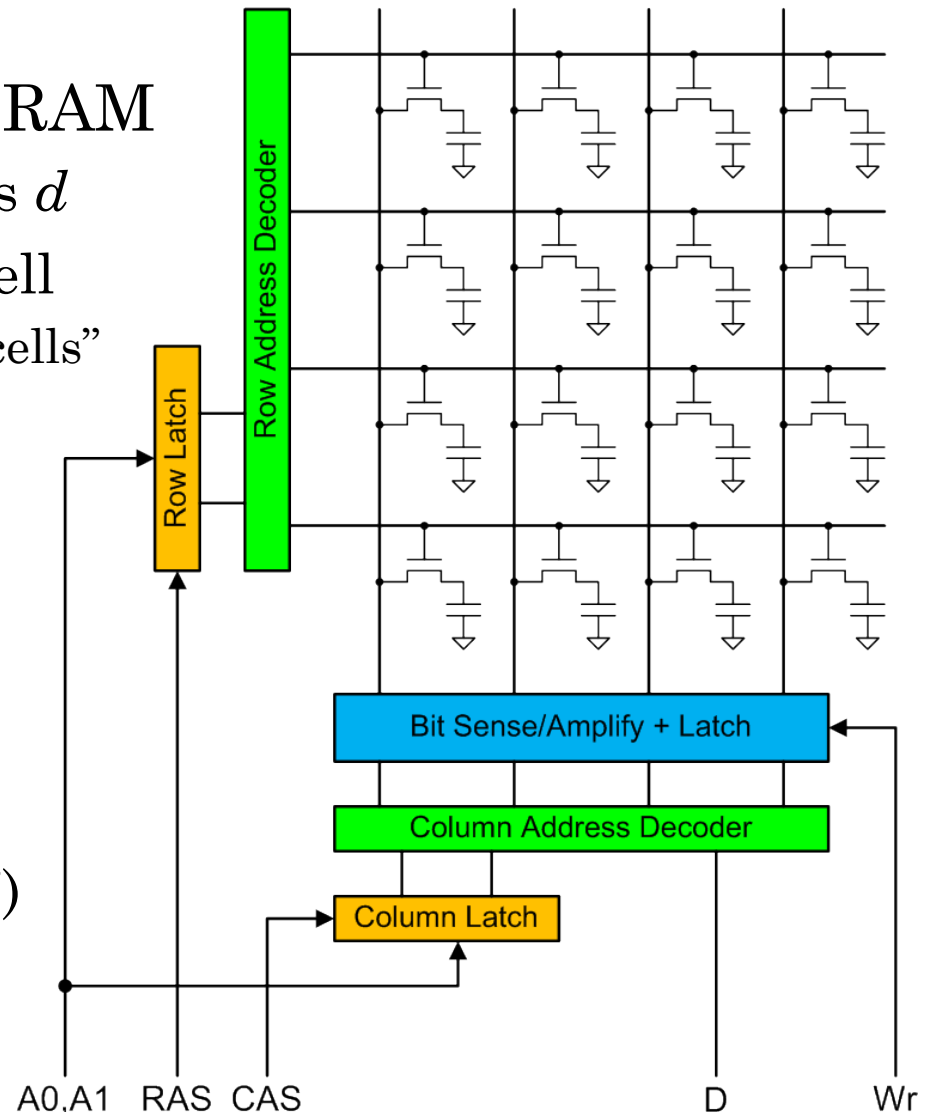 RAM
s d
ell
cells”
)
Row Address Decoder
Row Latch
Bit Sense/Amplify + Latch
Column Address Decoder
Column Latch
A0,A1 RAS CAS D Wr